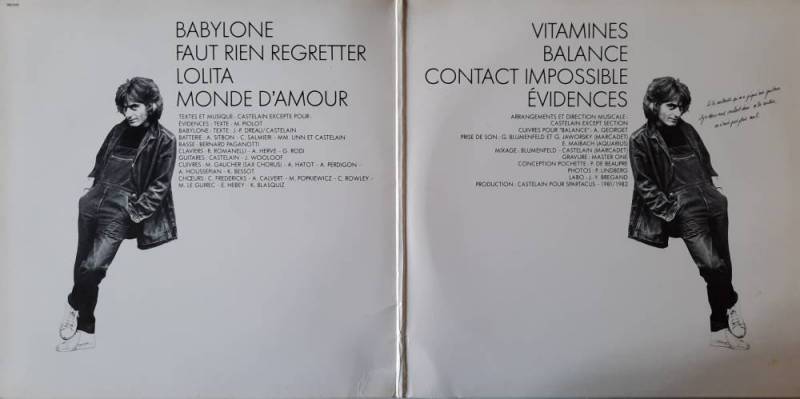 BABYLONE
FAUT RIEN REGRETTER
LOLITA
MONDE D'AMOUR
TEXTES ET MUSIQUE : CASTELAIN EXCEPTE POUR :
ÉVIDENCES : TEXTE : M. PIOLOT
BABYLONE : TEXTE : J.-P. DREAU/CASTELAIN
BATTERIE : A. SITBON - C. SALMIERI - MM. LINN ET CASTELAIN
BASSE : BERNARD PAGANOTTI
CLAVIERS : R. ROMANELLI - A. HERVE - G. RODI
GUITARES : CASTELAIN - J. WOOLOOF
CUIVRES : M. GAUCHER (SAX CHORUS) - A. HATOT - A. PERDIGON -
A. HOUSSEPIAN - K. BESSOT
CHŒURS : C. FREDERICKS - A. CALVERT - M. POPKIEWICZ - C. ROWLEY -
M. LE GUIREC - E. HEBEY - K. BLASQUIZ
VITAMINES
BALANCE
CONTACT IMPOSSIBLE
ÉVIDENCES
ARRANGEMENTS ET DIRECTION MUSICALE :
CASTELAIN EXCEPT SECTION
CUIVRES POUR "BALANCE" : A. GEORGET
PRISE DE SON : G. BLUMENFELD ET G. JAWORSKY (MARCADET)
E. MAIBACH (AQUARIUS)
MIXAGE : BLUMENFELD - CASTELAIN (MARCADET)
GRAVURE : MASTER ONE
CONCEPTION POCHETTE : P. DE BEAUPRE
PHOTOS : P. LINDBERG
LABO : J.-Y. BREGAND
PRODUCTION : CASTELAIN POUR SPARTACUS - 1981/1982